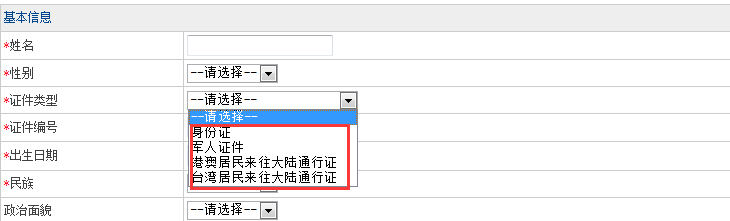 基本信息
*姓名
*性别 --请选择--
*证件类型 --请选择--
--请选择--
*证件编号 身份证
军人证件
*出生日期 港澳居民来往大陆通行证
台湾居民来往大陆通行证
*民族
政治面貌 --请选择--